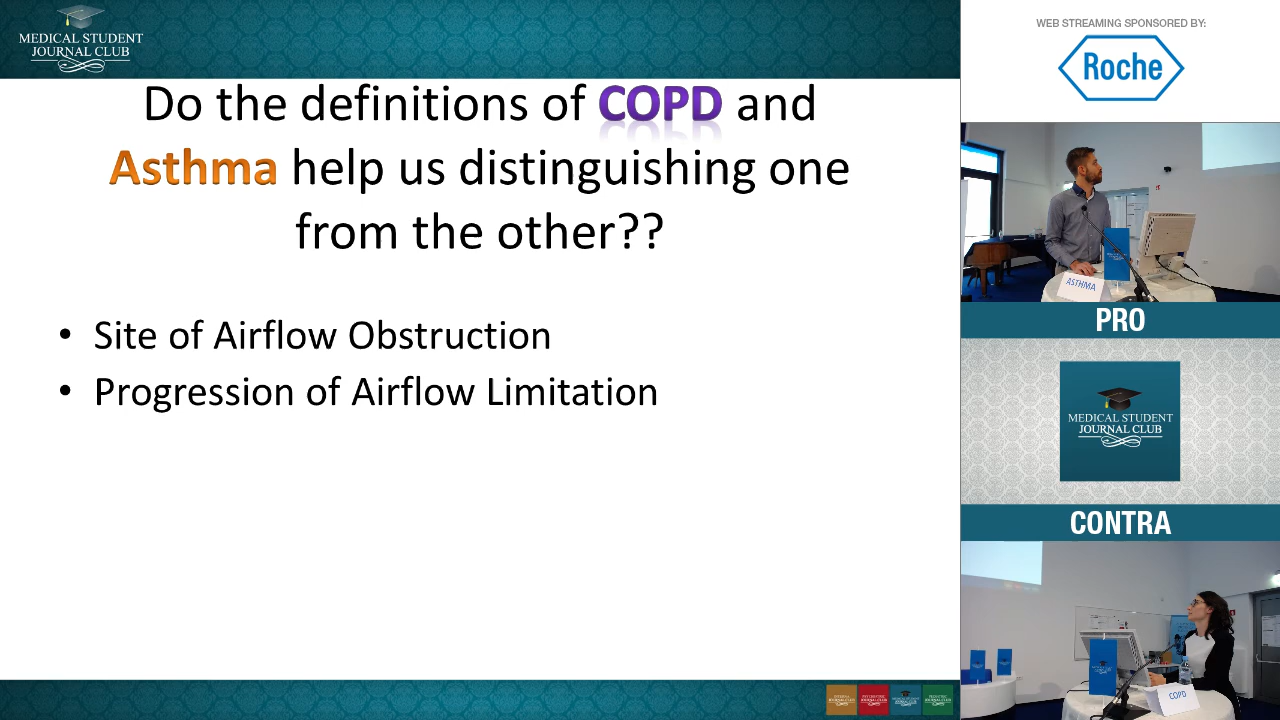 MEDICAL STUDENT
JOURNAL CLUB
Do the definitions of COPD and
Asthma help us distinguishing one
from the other??
• Site of Airflow Obstruction
• Progression of Airflow Limitation
WEB STREAMING SPONSORED BY:
Roche
ASTHMA
PRO
MEDICAL STUDENT
JOURNAL CLUB
CONTRA
COPD